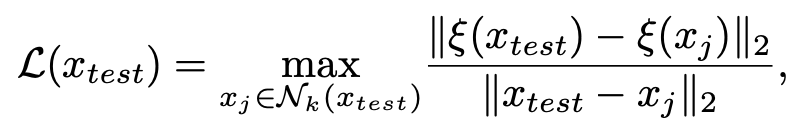 $\mathcal{L}(x_{test}) = \max_{x_j \in \mathcal{N}_k(x_{test})} \frac{\|\xi(x_{test}) - \xi(x_j)\|_2}{\|x_{test} - x_j\|_2},$